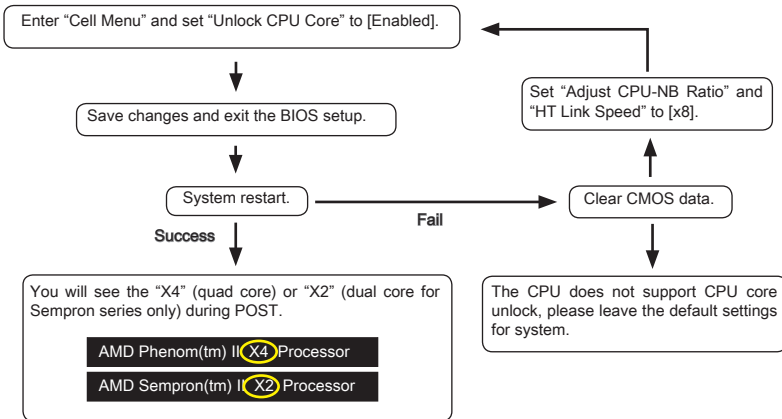 Enter “Cell Menu” and set “Unlock CPU Core” to [Enabled].
Set “Adjust CPU-NB Ratio” and
“HT Link Speed” to [x8].
Save changes and exit the BIOS setup.
System restart.
Fail
Clear CMOS data.
Success
You will see the “X4” (quad core) or “X2” (dual core for
Sempron series only) during POST.
AMD Phenom(tm) II X4 Processor
AMD Sempron(tm) II X2 Processor
The CPU does not support CPU core
unlock, please leave the default settings
for system.